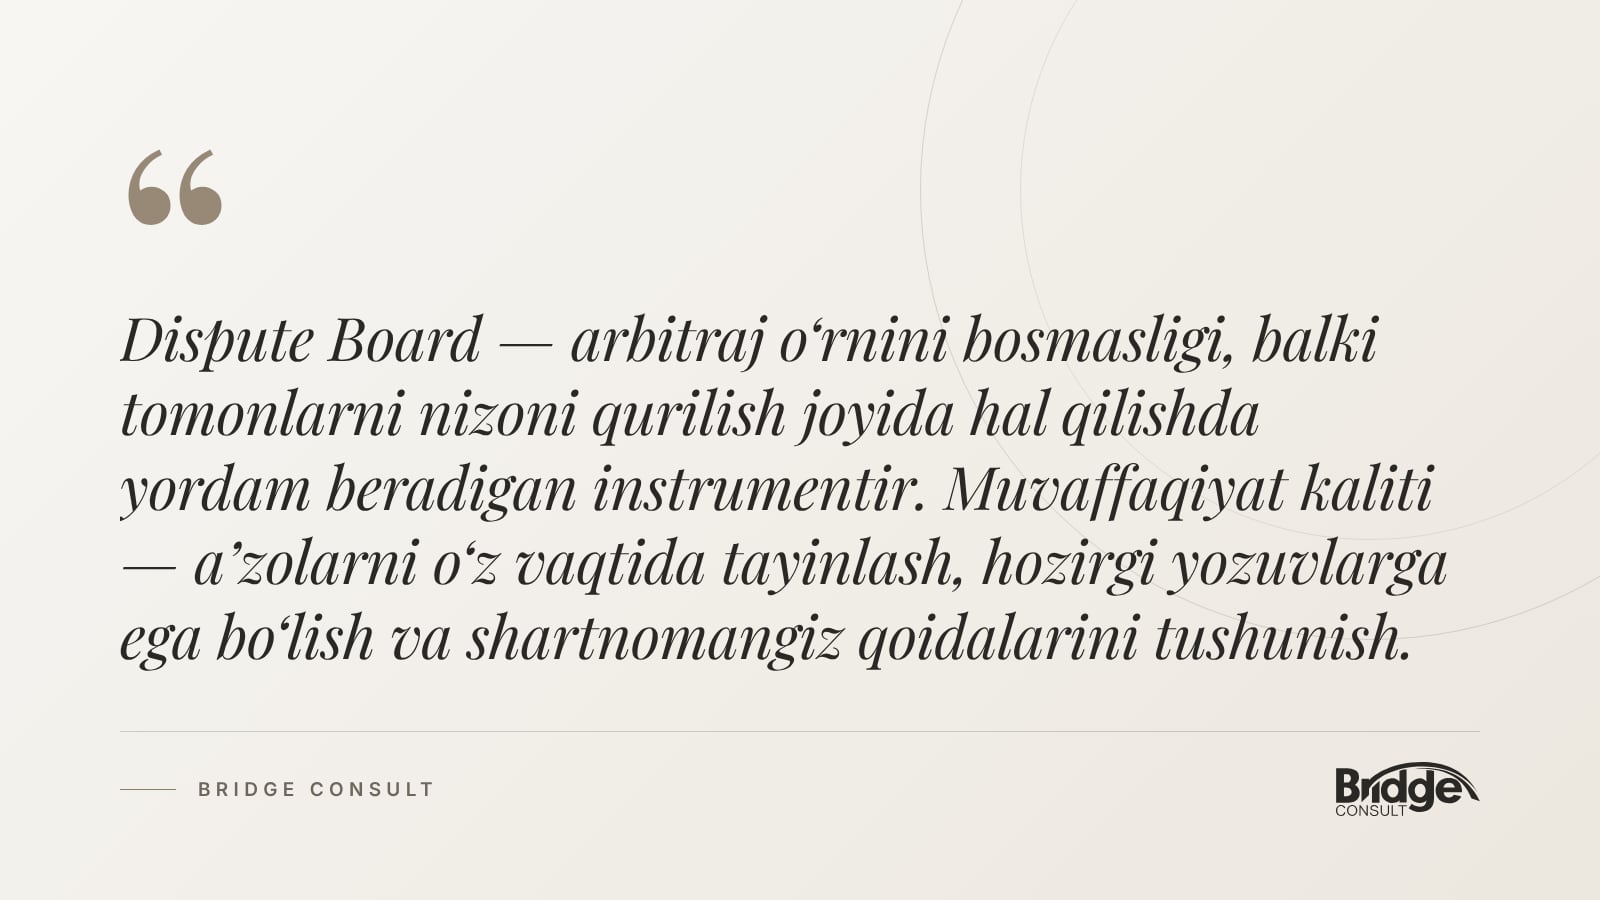 “
Dispute Board — arbitraj o‘rnini bosmasligi, balki
tomonlarni nizoni qurilish joyida hal qilishda
yordam beradigan instrumentir. Muvaffaqiyat kaliti
— a’zolarni o‘z vaqtida tayinlash, hozirgi yozuvlarga
ega bo‘lish va shartnomangiz qoidalarini tushunish.
BRIDGE CONSULT
Bridge
CONSULT